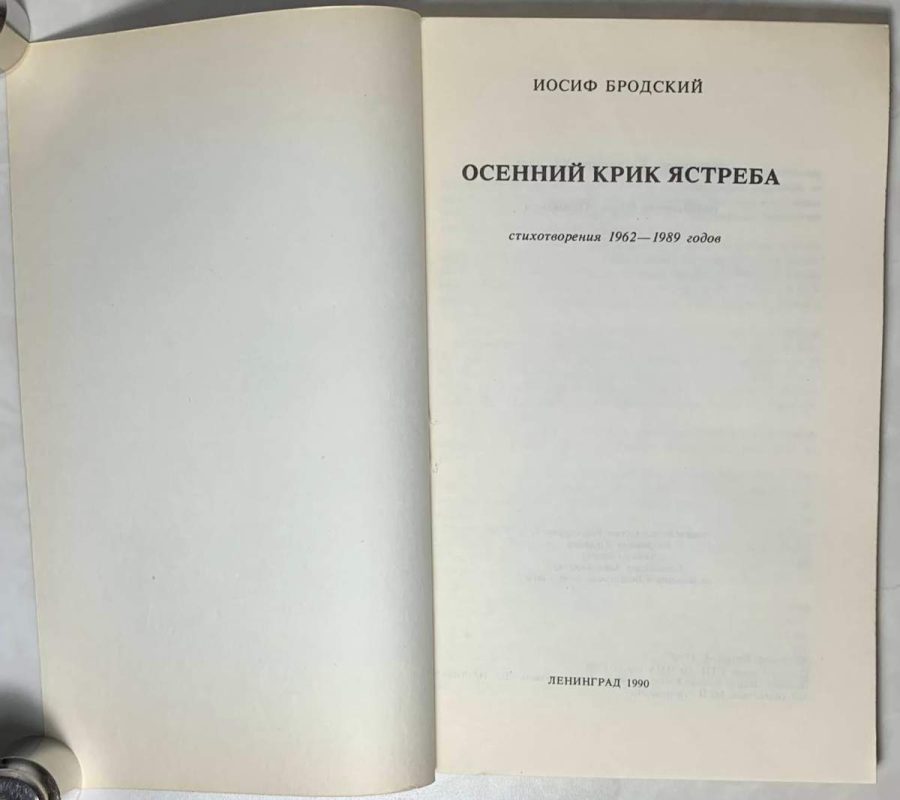 ИОСИФ БРОДСКИЙ
ОСЕННИЙ КРИК ЯСТРЕБА
стихотворения 1962—1989 годов
ЛЕНИНГРАД 1990